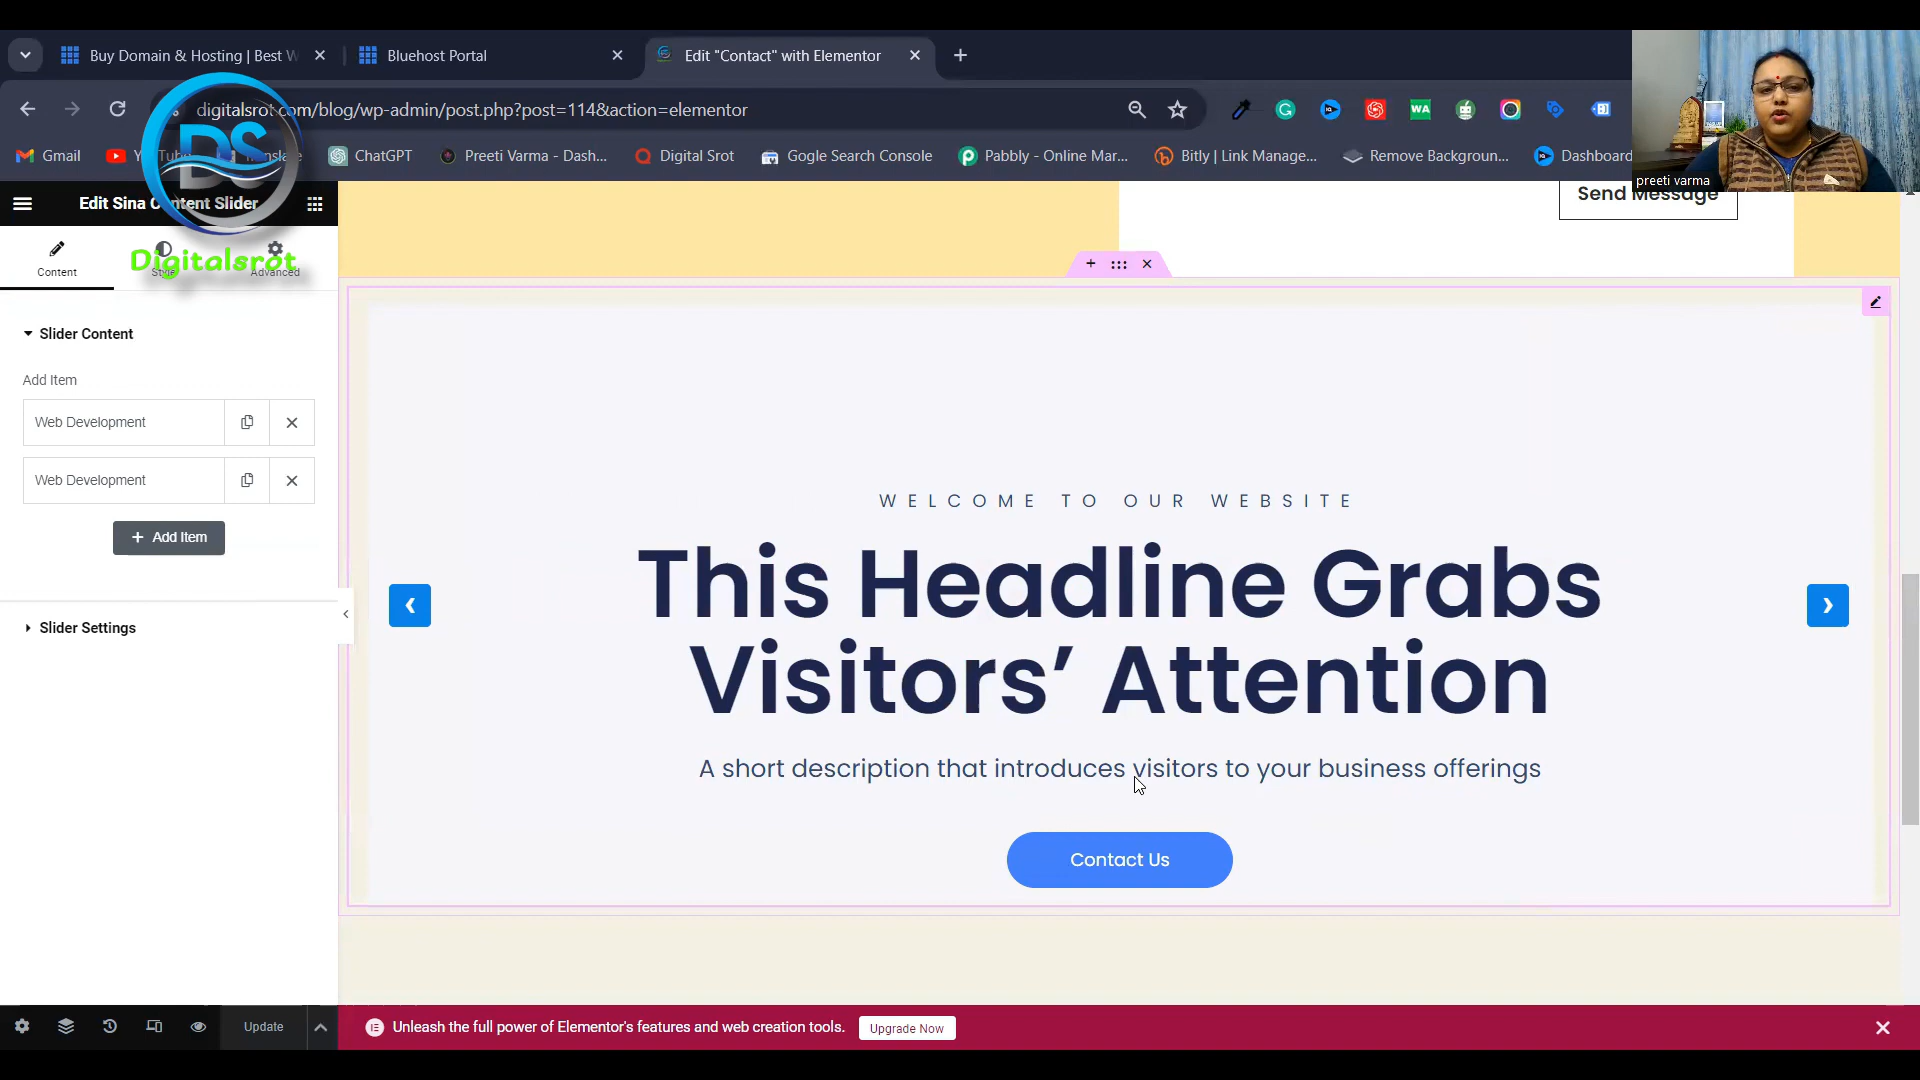 Buy Domain & Hosting | Best W
Bluehost Portal
Edit "Contact" with Elementor
digitalsrot.com/blog/wp-admin/post.php?post=114&action=elementor
Gmail
ChatGPT
Preeti Varma - Dash...
Digital Srot
Gogle Search Console
Pabbly - Online Mar...
Bitly | Link Manage...
Remove Backgroun...
Dashboard
preeti varma
DS
Digitalsrot
Edit Sina Content Slider
Content
Style
Advanced
Slider Content
Add Item
Web Development
Web Development
+ Add Item
Slider Settings
Send Message
WELCOME TO OUR WEBSITE
This Headline Grabs
Visitors’ Attention
A short description that introduces visitors to your business offerings
Contact Us
Update
Unleash the full power of Elementor's features and web creation tools.
Upgrade Now